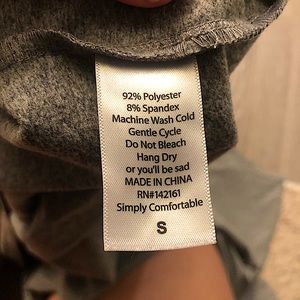 92% Polyester
8% Spandex
Machine Wash Cold
Gentle Cycle
Do Not Bleach
Hang Dry
or you'll be sad
MADE IN CHINA
RN#142161
Simply Comfortable
S